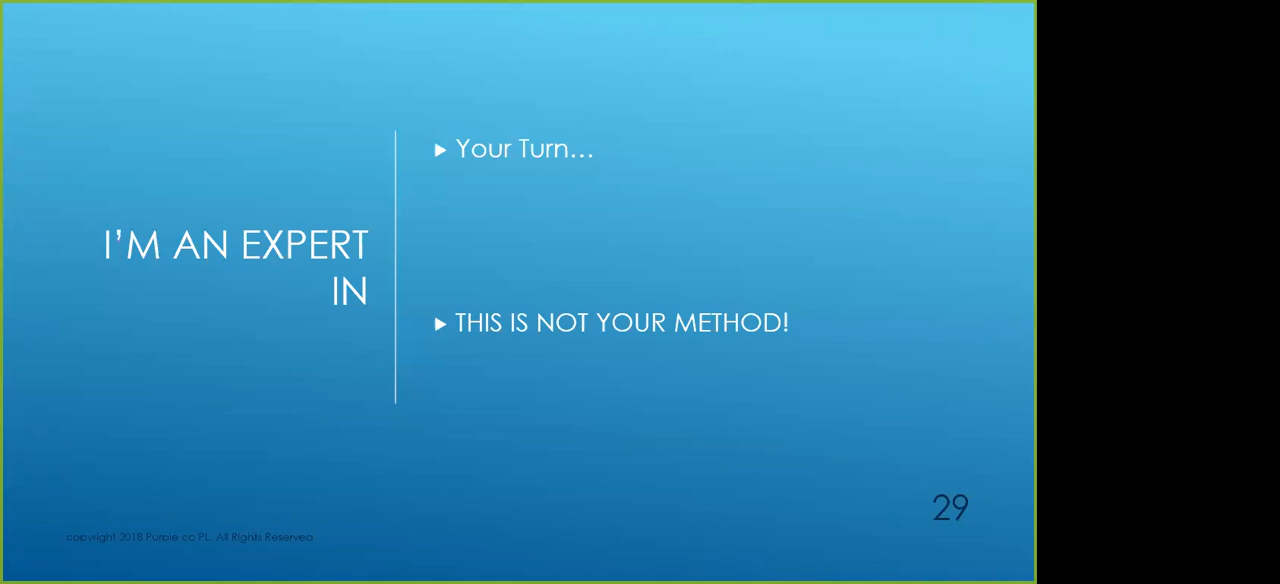 I'M AN EXPERT
IN
Your Turn...
THIS IS NOT YOUR METHOD!
29
copyright 2018 Purple co PL. All Rights Reserved